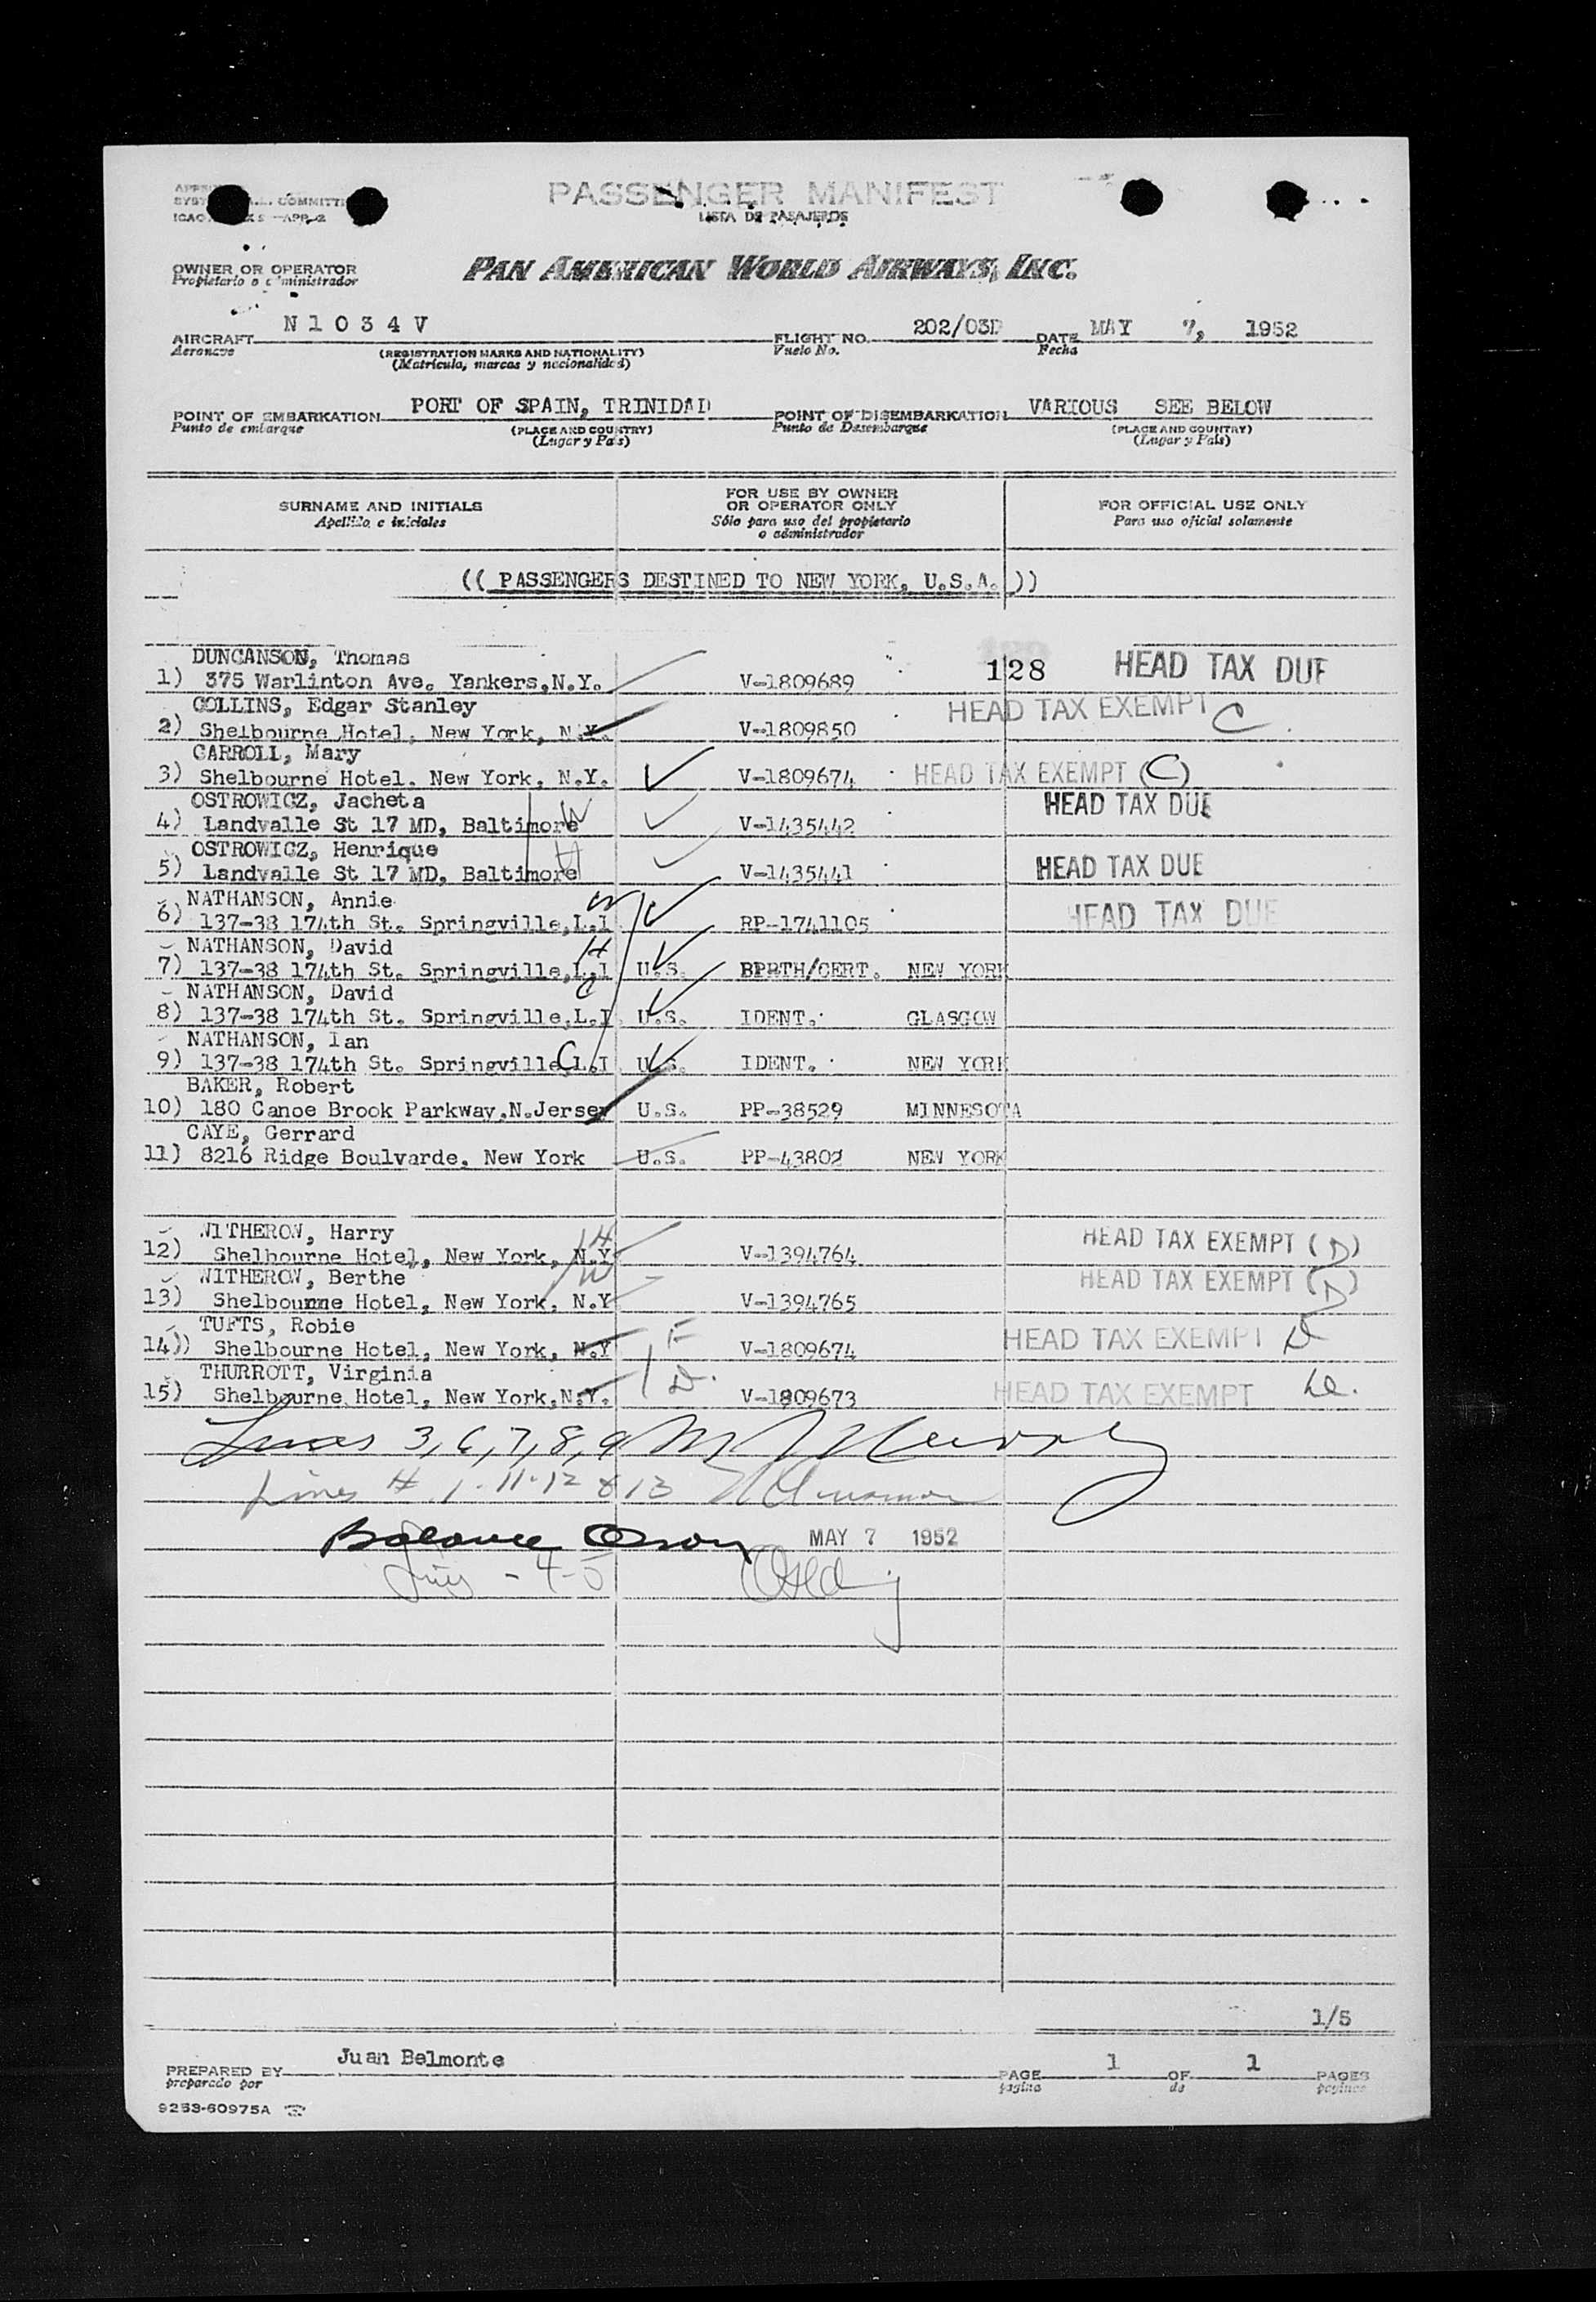 PASSENGER MANIFEST
LISTA DE PASAJEROS
OWNER OR OPERATOR
PAN AMERICAN WORLD AIRWAYS, INC.
AIRCRAFT N 1 0 3 4 V FLIGHT NO. 202/03D DATE MAY 7, 1952
Aeronave (REGISTRATION MARKS AND NATIONALITY) Vuelo No. Fecha
(Matrícula, marcas y nacionalidad)
POINT OF EMBARKATION PORT OF SPAIN, TRINIDAD POINT OF DISEMBARKATION VARIOUS SEE BELOW
Punto de embarque (PLACE AND COUNTRY) Punto de Desembarque (PLACE AND COUNTRY)
(Lugar y País) (Lugar y País)
SURNAME AND INITIALS FOR USE BY OWNER OR OPERATOR ONLY FOR OFFICIAL USE ONLY
Apellido e iniciales Sólo para uso del propietario o administrador Para uso oficial solamente
(( PASSENGERS DESTINED TO NEW YORK, U.S.A. ))
DUNCANSON, Thomas
1) 375 Warlinton Ave. Yankers,N.Y. V-1809689 128 HEAD TAX DUE
COLLINS, Edgar Stanley
2) Shelbourne Hotel, New York, N.Y. V-1809850 HEAD TAX EXEMPT C
CARROLL, Mary
3) Shelbourne Hotel. New York, N.Y. V-1809674 HEAD TAX EXEMPT (C)
OSTROWICZ, Jacheta
4) Landvalle St 17 MD, Baltimore W V-1435442 HEAD TAX DUE
OSTROWICZ, Henrique
5) Landvalle St 17 MD, Baltimore H V-1435441 HEAD TAX DUE
NATHANSON, Annie W
6) 137-38 174th St. Springville,L.I RP-1741105 HEAD TAX DUE
NATHANSON, David H
7) 137-38 174th St. Springville,L.I U.S. BPRTH/CERT. NEW YORK
NATHANSON, David C
8) 137-38 174th St. Springville,L.I U.S. IDENT. GLASGOW
NATHANSON, Ian
9) 137-38 174th St. Springville,L.I C U.S. IDENT. NEW YORK
BAKER, Robert
10) 180 Canoe Brook Parkway,N.Jersey U.S. PP-38529 MINNESOTA
CAYE, Gerrard
11) 8216 Ridge Boulvarde, New York U.S. PP-43802 NEW YORK
WITHEROW, Harry H
12) Shelbourne Hotel, New York, N.Y V-1394764 HEAD TAX EXEMPT (D)
WITHEROW, Berthe W
13) Shelbourne Hotel, New York, N.Y V-1394765 HEAD TAX EXEMPT (D)
TUFTS, Robie
14)) Shelbourne Hotel, New York, N.Y F V-1809674 HEAD TAX EXEMPT D
THURROTT, Virginia
15) Shelbourne Hotel, New York,N.Y. D. V-1809673 HEAD TAX EXEMPT
Lines 3,6,7,8,9
Lines # 1-11-12 & 13
Balance MAY 7 1952
Lines - 4-5
1/5
PREPARED BY Juan Belmonte PAGE 1 OF 1 PAGES
preparado por página de páginas
9253-60975A